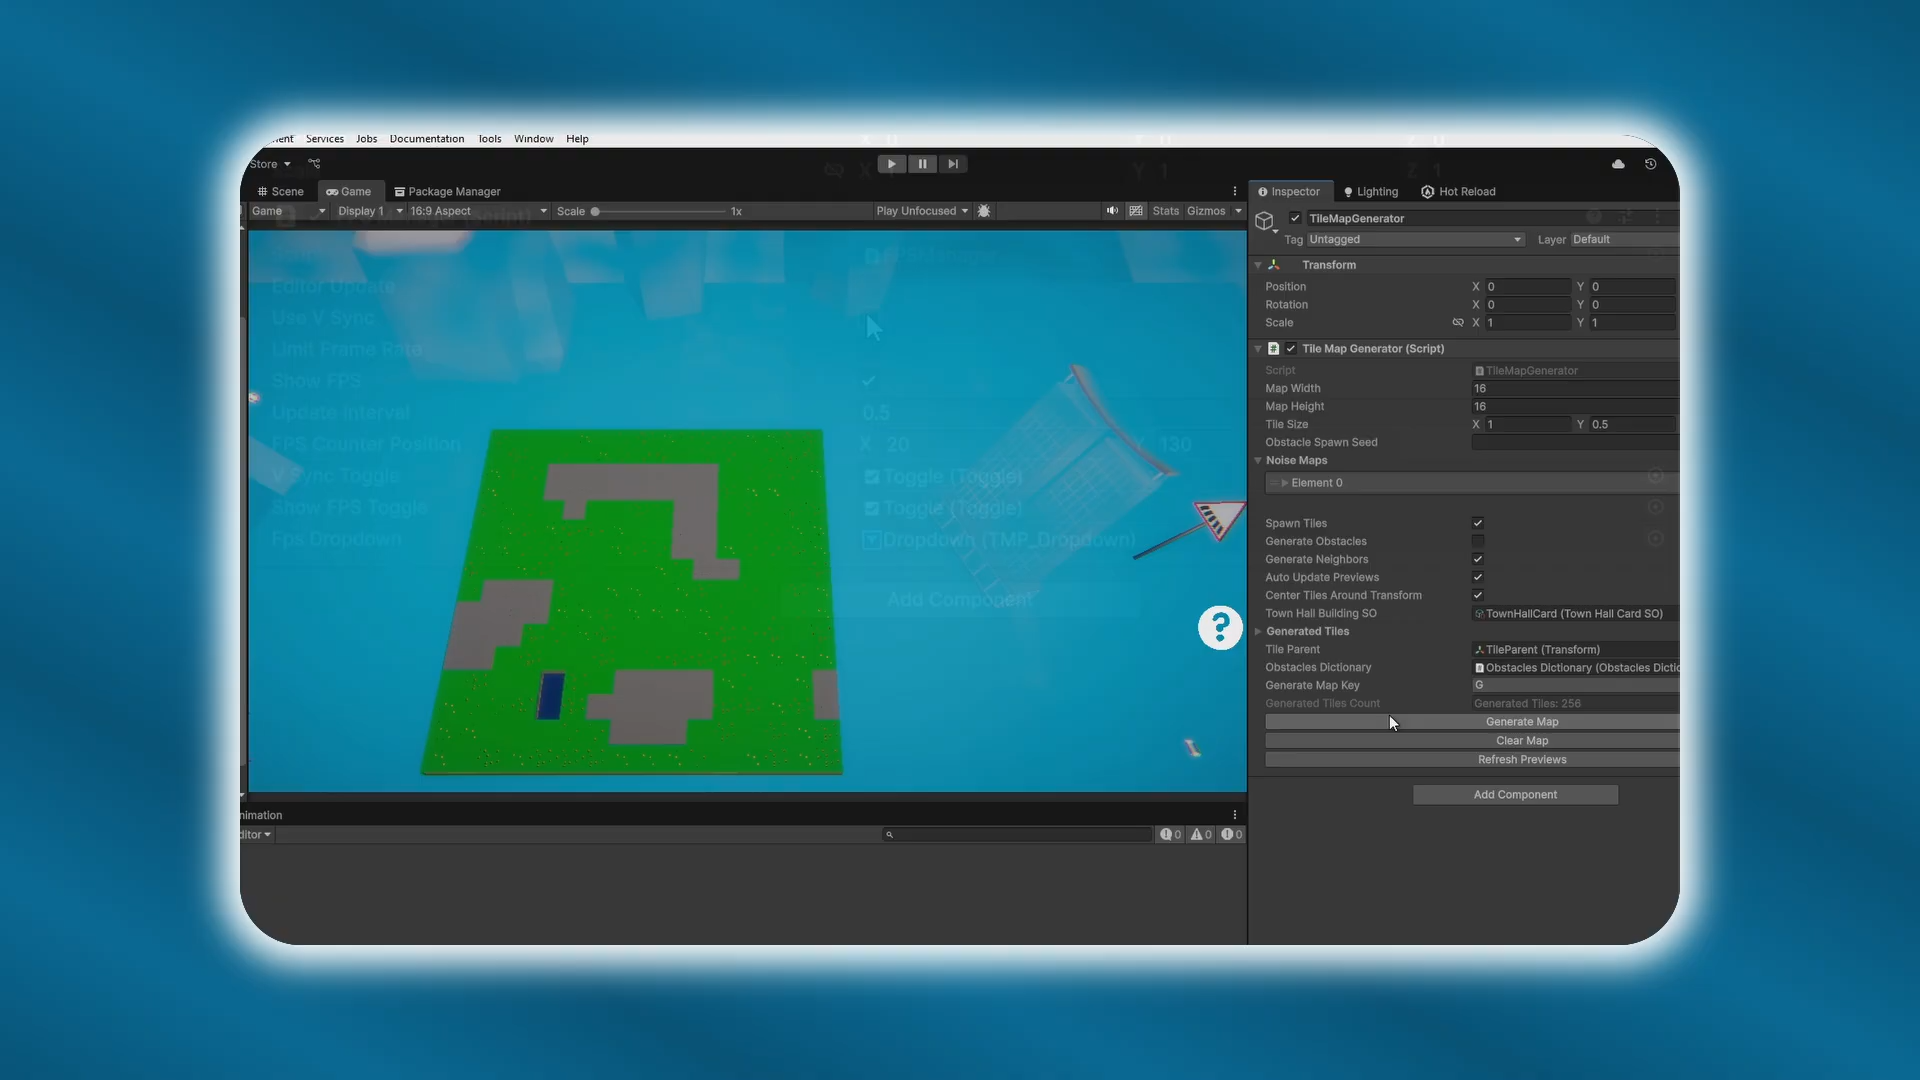 Services Jobs Documentation Tools Window Help
Store
Scene Game Package Manager
Game Display 1 16:9 Aspect Scale 1x Play Unfocused Stats Gizmos
Editor Update
Use V Sync
Limit Frame Rate
Show FPS
Update Interval 0.5
FPS Counter Position X 20 Y 130
V Sync Toggle Toggle (Toggle)
Show FPS Toggle Toggle (Toggle)
Fps Dropdown Dropdown (TMP_Dropdown)
Add Component
?
0 0 0
Inspector Lighting Hot Reload
TileMapGenerator
Tag Untagged Layer Default
Transform
Position X 0 Y 0
Rotation X 0 Y 0
Scale X 1 Y 1
Tile Map Generator (Script)
Script TileMapGenerator
Map Width 16
Map Height 16
Tile Size X 1 Y 0.5
Obstacle Spawn Seed
Noise Maps
Element 0
Spawn Tiles
Generate Obstacles
Generate Neighbors
Auto Update Previews
Center Tiles Around Transform
Town Hall Building SO TownHallCard (Town Hall Card SO)
Generated Tiles
Tile Parent TileParent (Transform)
Obstacles Dictionary Obstacles Dictionary (Obstacles Dictio
Generate Map Key G
Generated Tiles Count Generated Tiles: 256
Generate Map
Clear Map
Refresh Previews
Add Component